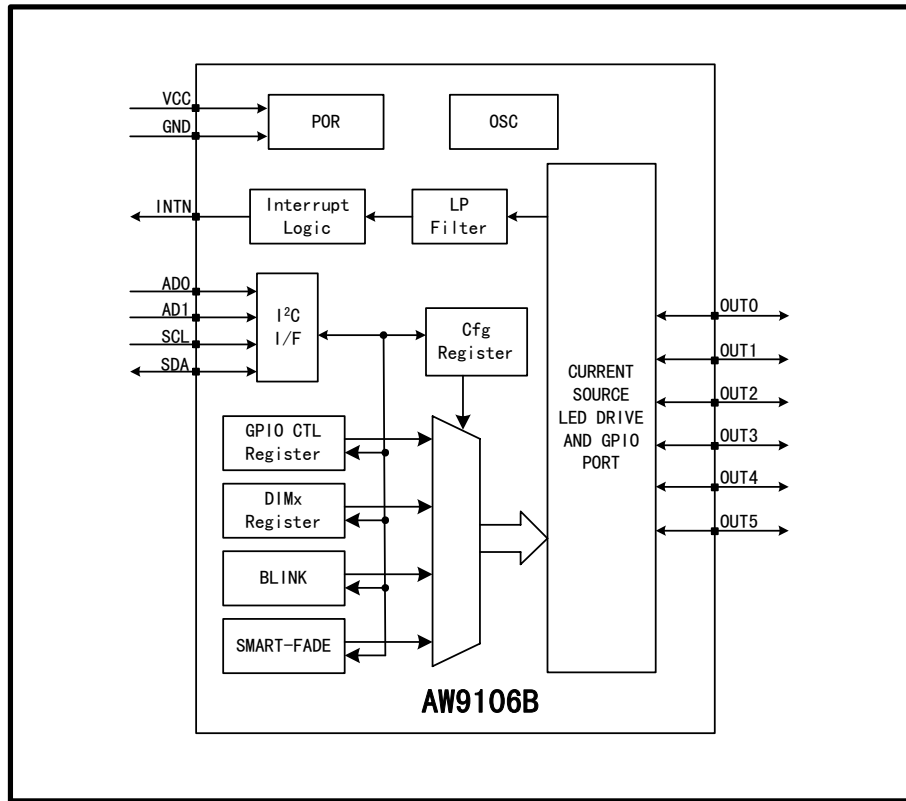 VCC
GND
POR
OSC
INTN
Interrupt
Logic
LP
Filter
AD0
AD1
SCL
SDA
I²C
I/F
Cfg
Register
GPIO CTL
Register
DIMx
Register
BLINK
SMART-FADE
CURRENT
SOURCE
LED DRIVE
AND GPIO
PORT
OUT0
OUT1
OUT2
OUT3
OUT4
OUT5
AW9106B